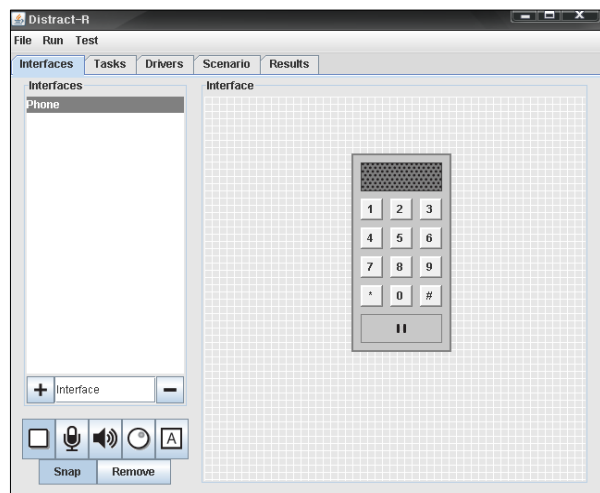 Distract-R
File Run Test
Interfaces Tasks Drivers Scenario Results
Interfaces
Phone
Interface
1 2 3
4 5 6
7 8 9
* 0 #
+ Interface −
A
Snap Remove